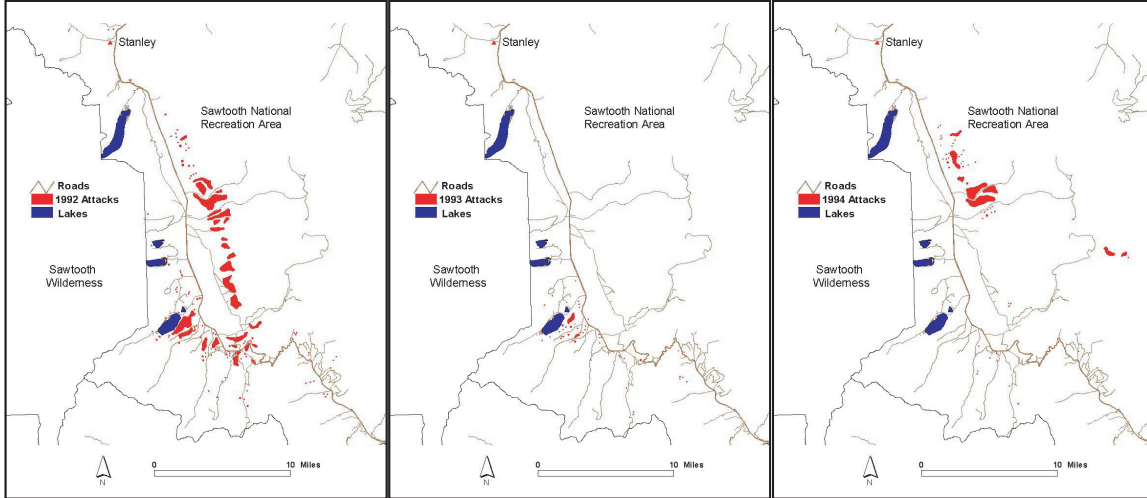 Stanley
Sawtooth National
Recreation Area
Roads
1992 Attacks
Lakes
Sawtooth
Wilderness
N
0
10 Miles
Stanley
Sawtooth National
Recreation Area
Roads
1993 Attacks
Lakes
Sawtooth
Wilderness
N
0
10 Miles
Stanley
Sawtooth National
Recreation Area
Roads
1994 Attacks
Lakes
Sawtooth
Wilderness
N
0
10 Miles